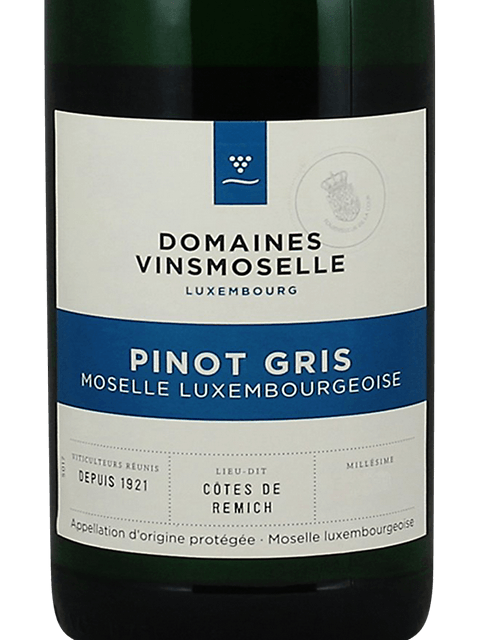 DOMAINES
VINSMOSELLE
LUXEMBOURG
PINOT GRIS
MOSELLE LUXEMBOURGEOISE
VITICULTEURS RÉUNIS
DEPUIS 1921
LIEU-DIT
CÔTES DE
REMICH
MILLÉSIME
Appellation d'origine protégée · Moselle luxembourgeoise